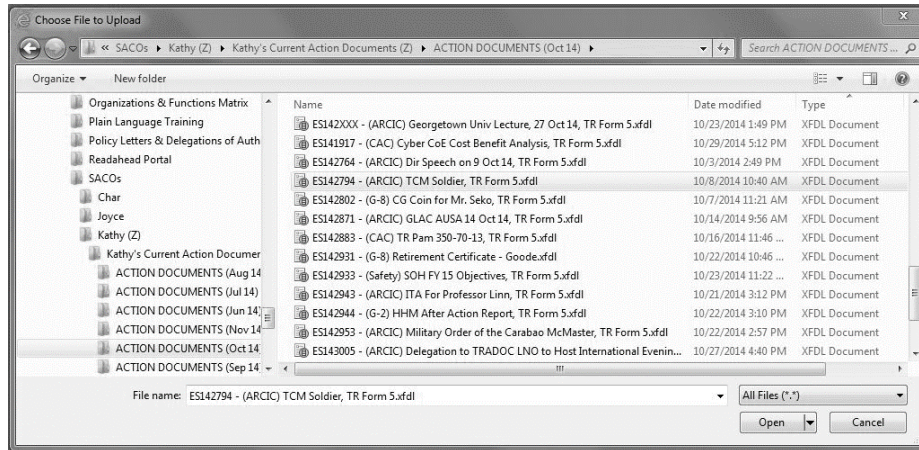 Choose File to Upload
x
« SACOs ▸ Kathy (Z) ▸ Kathy's Current Action Documents (Z) ▸ ACTION DOCUMENTS (Oct 14) ▸
Search ACTION DOCUMENTS ...
Organize ▾ New folder
Organizations & Functions Matrix
Plain Language Training
Policy Letters & Delegations of Auth
Readahead Portal
SACOs
Char
Joyce
Kathy (Z)
Kathy's Current Action Documer
ACTION DOCUMENTS (Aug 14
ACTION DOCUMENTS (Jul 14)
ACTION DOCUMENTS (Jun 14)
ACTION DOCUMENTS (Nov 14
ACTION DOCUMENTS (Oct 14
ACTION DOCUMENTS (Sep 14
Name Date modified Type
ES142XXX - (ARCIC) Georgetown Univ Lecture, 27 Oct 14, TR Form 5.xfdl 10/23/2014 1:49 PM XFDL Document
ES141917 - (CAC) Cyber CoE Cost Benefit Analysis, TR Form 5.xfdl 10/29/2014 5:12 PM XFDL Document
ES142764 - (ARCIC) Dir Speech on 9 Oct 14, TR Form 5.xfdl 10/3/2014 2:49 PM XFDL Document
ES142794 - (ARCIC) TCM Soldier, TR Form 5.xfdl 10/8/2014 10:40 AM XFDL Document
ES142802 - (G-8) CG Coin for Mr. Seko, TR Form 5.xfdl 10/7/2014 11:21 AM XFDL Document
ES142871 - (ARCIC) GLAC AUSA 14 Oct 14, TR Form 5.xfdl 10/14/2014 9:56 AM XFDL Document
ES142883 - (CAC) TR Pam 350-70-13, TR Form 5.xfdl 10/16/2014 11:46 ... XFDL Document
ES142931 - (G-8) Retirement Certificate - Goode.xfdl 10/22/2014 10:46 ... XFDL Document
ES142933 - (Safety) SOH FY 15 Objectives, TR Form 5.xfdl 10/23/2014 11:22 ... XFDL Document
ES142943 - (ARCIC) ITA For Professor Linn, TR Form 5.xfdl 10/21/2014 3:12 PM XFDL Document
ES142944 - (G-2) HHM After Action Report, TR Form 5.xfdl 10/22/2014 3:10 PM XFDL Document
ES142953 - (ARCIC) Military Order of the Carabao McMaster, TR Form 5.xfdl 10/22/2014 2:57 PM XFDL Document
ES143005 - (ARCIC) Delegation to TRADOC LNO to Host International Evenin... 10/27/2014 4:40 PM XFDL Document
File name: ES142794 - (ARCIC) TCM Soldier, TR Form 5.xfdl All Files (*.*)
Open Cancel